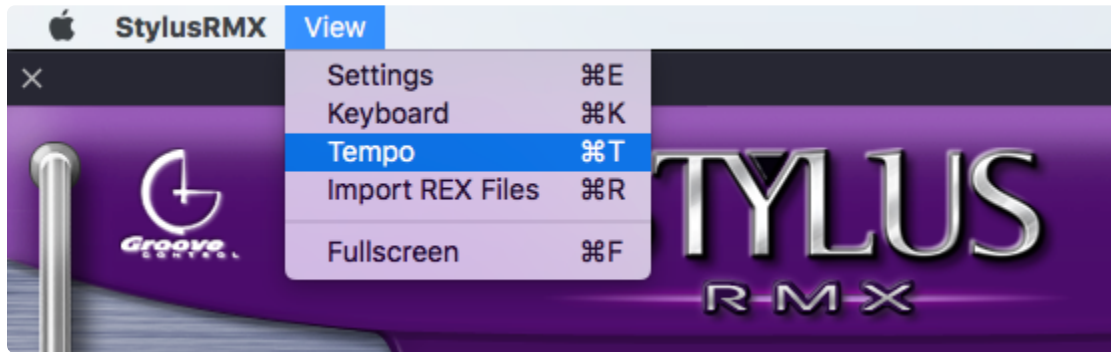 StylusRMX View
Settings ⌘E
Keyboard ⌘K
Tempo ⌘T
Import REX Files ⌘R
Fullscreen ⌘F
Groove
CONTROL
STYLUS
RMX